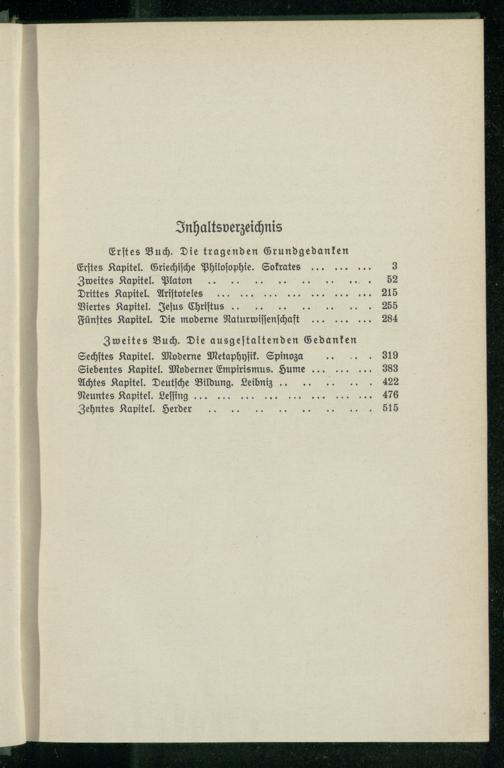 Inhaltsverzeichnis
Erstes Buch. Die tragenden Grundgedanken
Erstes Kapitel. Griechische Philosophie. Sokrates ... ... ... 3
Zweites Kapitel. Platon .. .. .. .. .. .. .. . 52
Drittes Kapitel. Aristoteles ... ... ... ... ... ... ... 215
Viertes Kapitel. Jesus Christus .. .. .. .. .. .. . 255
Fünftes Kapitel. Die moderne Naturwissenschaft ... ... ... 284
Zweites Buch. Die ausgestaltenden Gedanken
Sechstes Kapitel. Moderne Metaphysik. Spinoza .. .. . 319
Siebentes Kapitel. Moderner Empirismus. Hume ... ... ... 383
Achtes Kapitel. Deutsche Bildung. Leibniz .. .. .. .. . 422
Neuntes Kapitel. Lessing ... ... ... ... ... ... ... ... 476
Zehntes Kapitel. Herder .. .. .. .. .. .. .. . 515